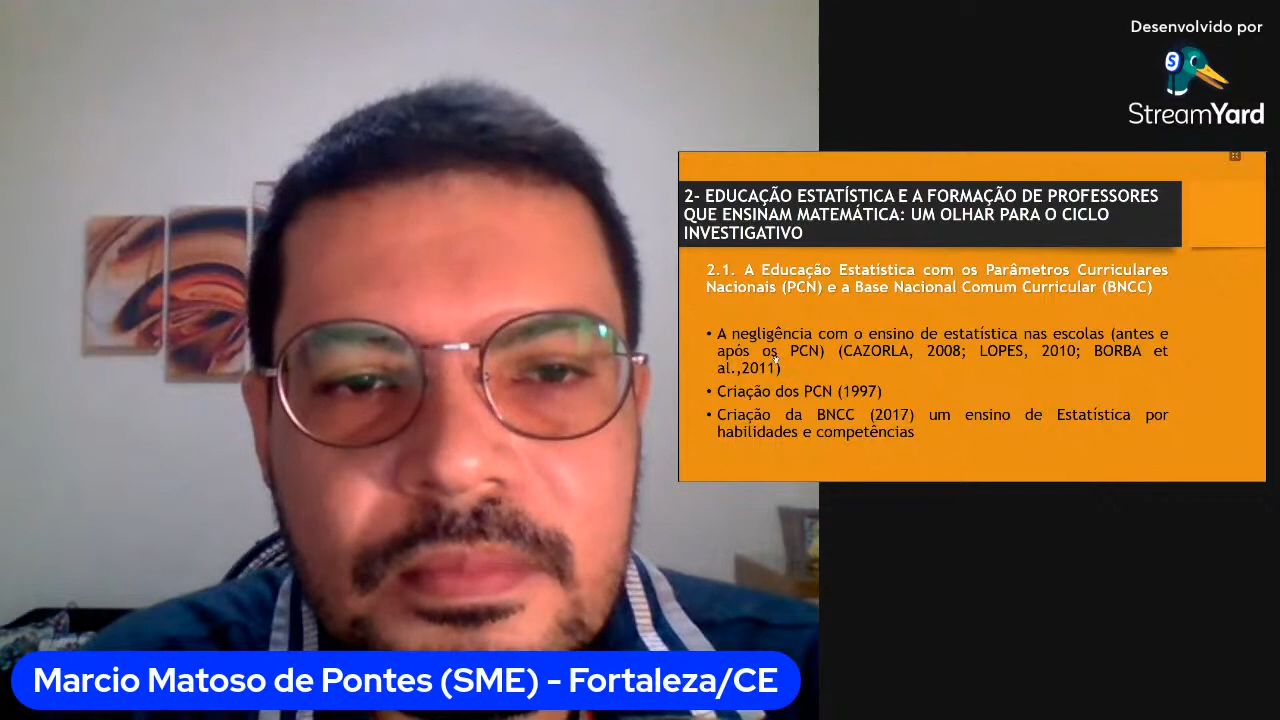 Desenvolvido por
S
StreamYard
2- EDUCAÇÃO ESTATÍSTICA E A FORMAÇÃO DE PROFESSORES
QUE ENSINAM MATEMÁTICA: UM OLHAR PARA O CICLO
INVESTIGATIVO
2.1. A Educação Estatística com os Parâmetros Curriculares
Nacionais (PCN) e a Base Nacional Comum Curricular (BNCC)
• A negligência com o ensino de estatística nas escolas (antes e
após os PCN) (CAZORLA, 2008; LOPES, 2010; BORBA et
al.,2011)
• Criação dos PCN (1997)
• Criação da BNCC (2017) um ensino de Estatística por
habilidades e competências
Marcio Matoso de Pontes (SME) - Fortaleza/CE